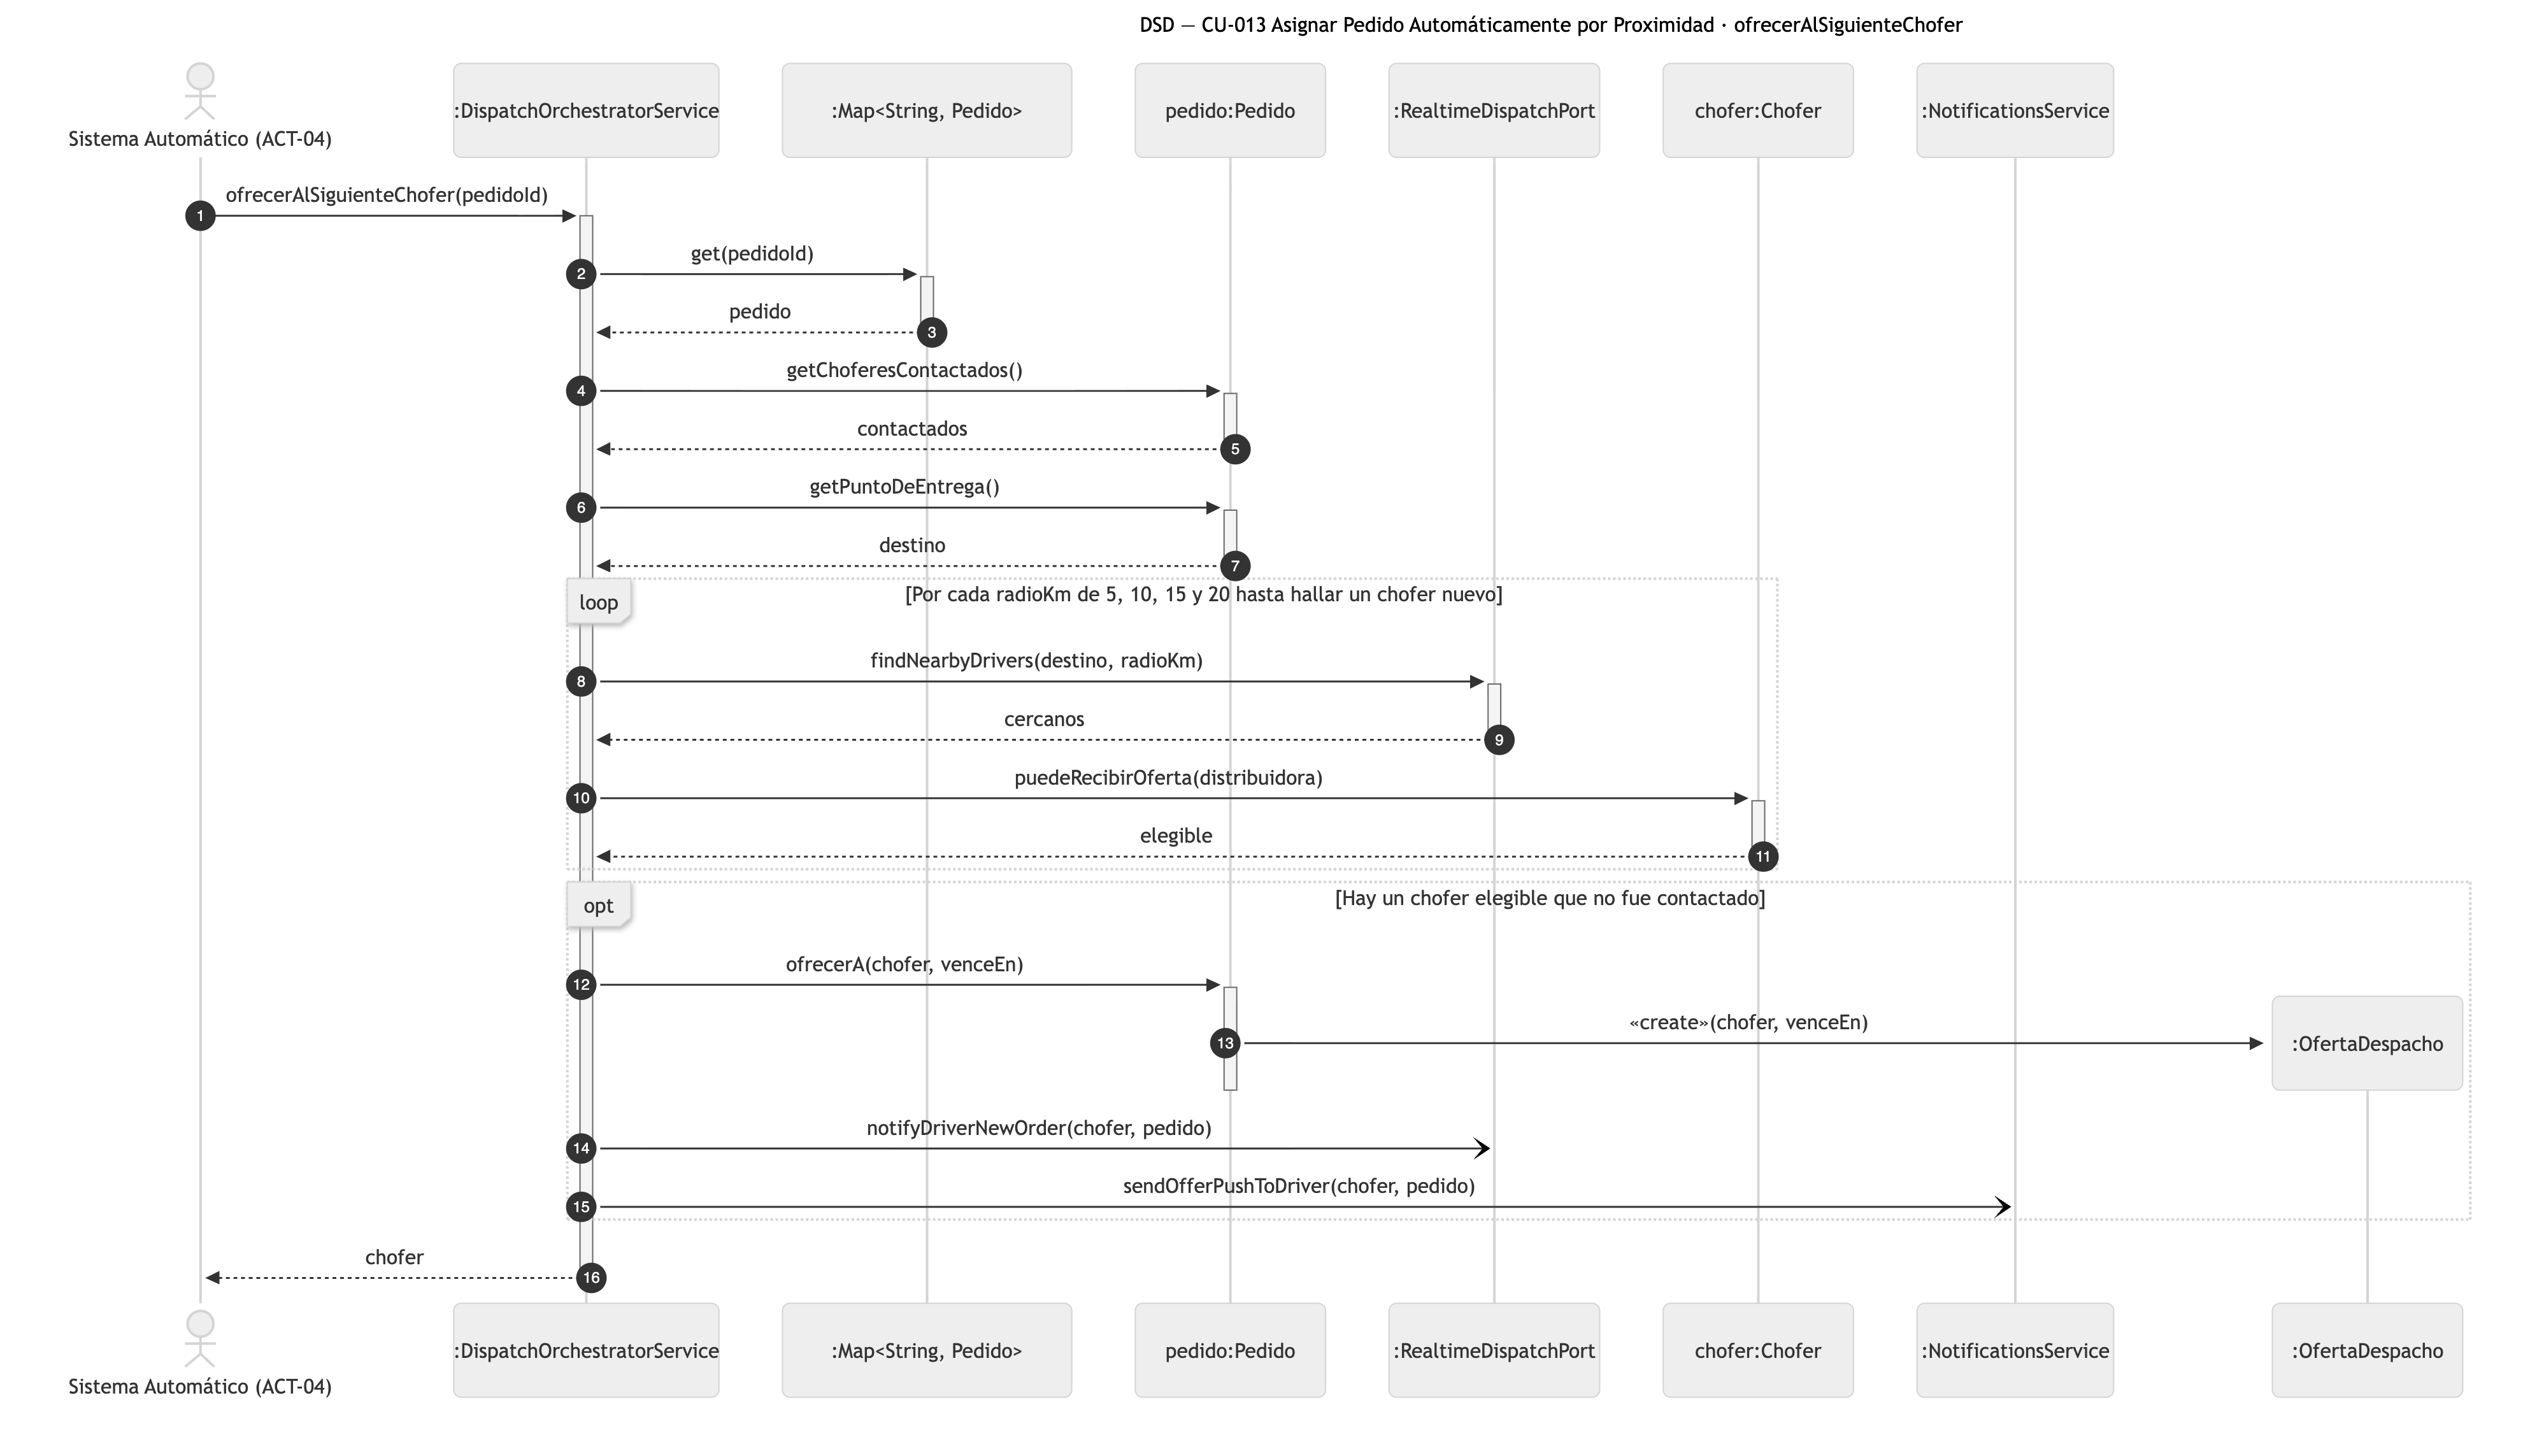 DSD — CU-013 Asignar Pedido Automáticamente por Proximidad · ofrecerAlSiguienteChofer
Sistema Automático (ACT-04)
:DispatchOrchestratorService
:Map<String, Pedido>
pedido:Pedido
:RealtimeDispatchPort
chofer:Chofer
:NotificationsService
1
ofrecerAlSiguienteChofer(pedidoId)
2
get(pedidoId)
pedido
3
4
getChoferesContactados()
contactados
5
6
getPuntoDeEntrega()
destino
7
loop
[Por cada radioKm de 5, 10, 15 y 20 hasta hallar un chofer nuevo]
8
findNearbyDrivers(destino, radioKm)
cercanos
9
10
puedeRecibirOferta(distribuidora)
elegible
11
opt
[Hay un chofer elegible que no fue contactado]
12
ofrecerA(chofer, venceEn)
13
«create»(chofer, venceEn)
:OfertaDespacho
14
notifyDriverNewOrder(chofer, pedido)
15
sendOfferPushToDriver(chofer, pedido)
chofer
16
Sistema Automático (ACT-04)
:DispatchOrchestratorService
:Map<String, Pedido>
pedido:Pedido
:RealtimeDispatchPort
chofer:Chofer
:NotificationsService
:OfertaDespacho